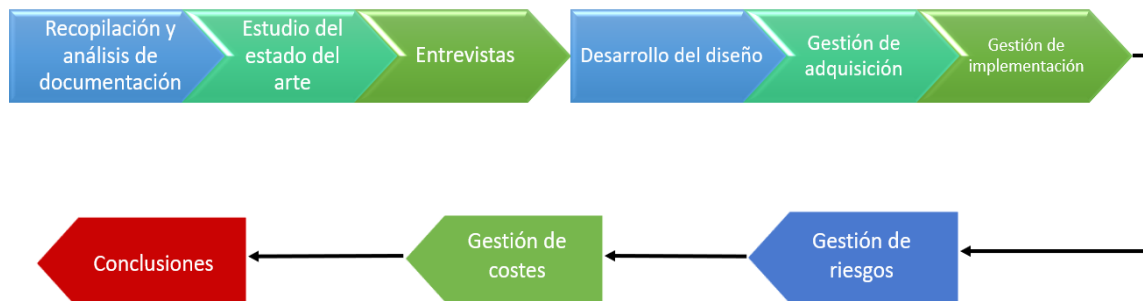 Recopilación y
análisis de
documentación
Estudio del
estado del
arte
Entrevistas
Desarrollo del diseño
Gestión de
adquisición
Gestión de
implementación
Conclusiones
Gestión de
costes
Gestión de
riesgos